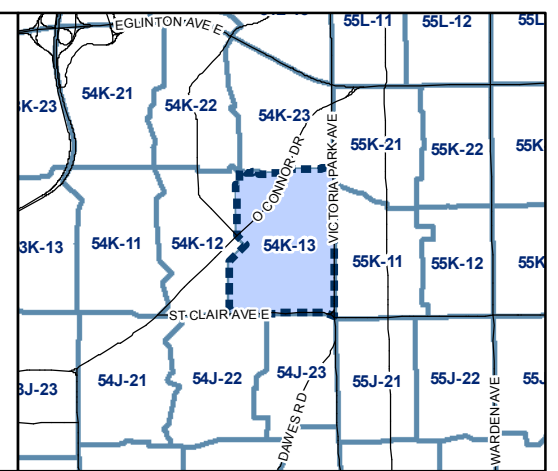 55L-11
55L-12
55L
EGLINTON AVE E
K-23
54K-21
54K-22
54K-23
55K-21
55K-22
55K
O CONNOR DR
VICTORIA PARK AVE
3K-13
54K-11
54K-12
54K-13
55K-11
55K-12
55K
ST CLAIR AVE E
3J-23
54J-21
54J-22
54J-23
55J-21
55J-22
55J
DAWES RD
WARDEN AVE